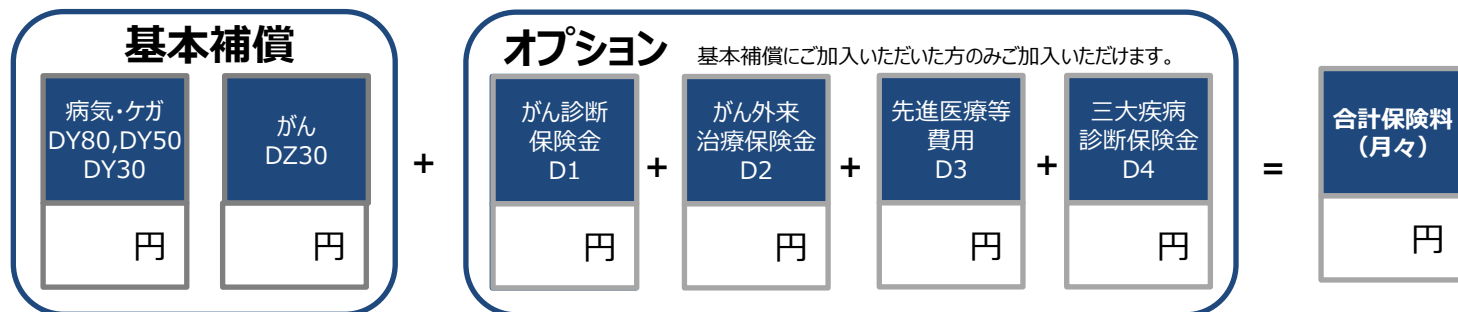 基本補償
病気・ケガ
DY80,DY50
DY30
円
がん
DZ30
円
+
オプション 基本補償にご加入いただいた方のみご加入いただけます。
がん診断
保険金
D1
円
+
がん外来
治療保険金
D2
円
+
先進医療等
費用
D3
円
+
三大疾病
診断保険金
D4
円
=
合計保険料
（月々）
円